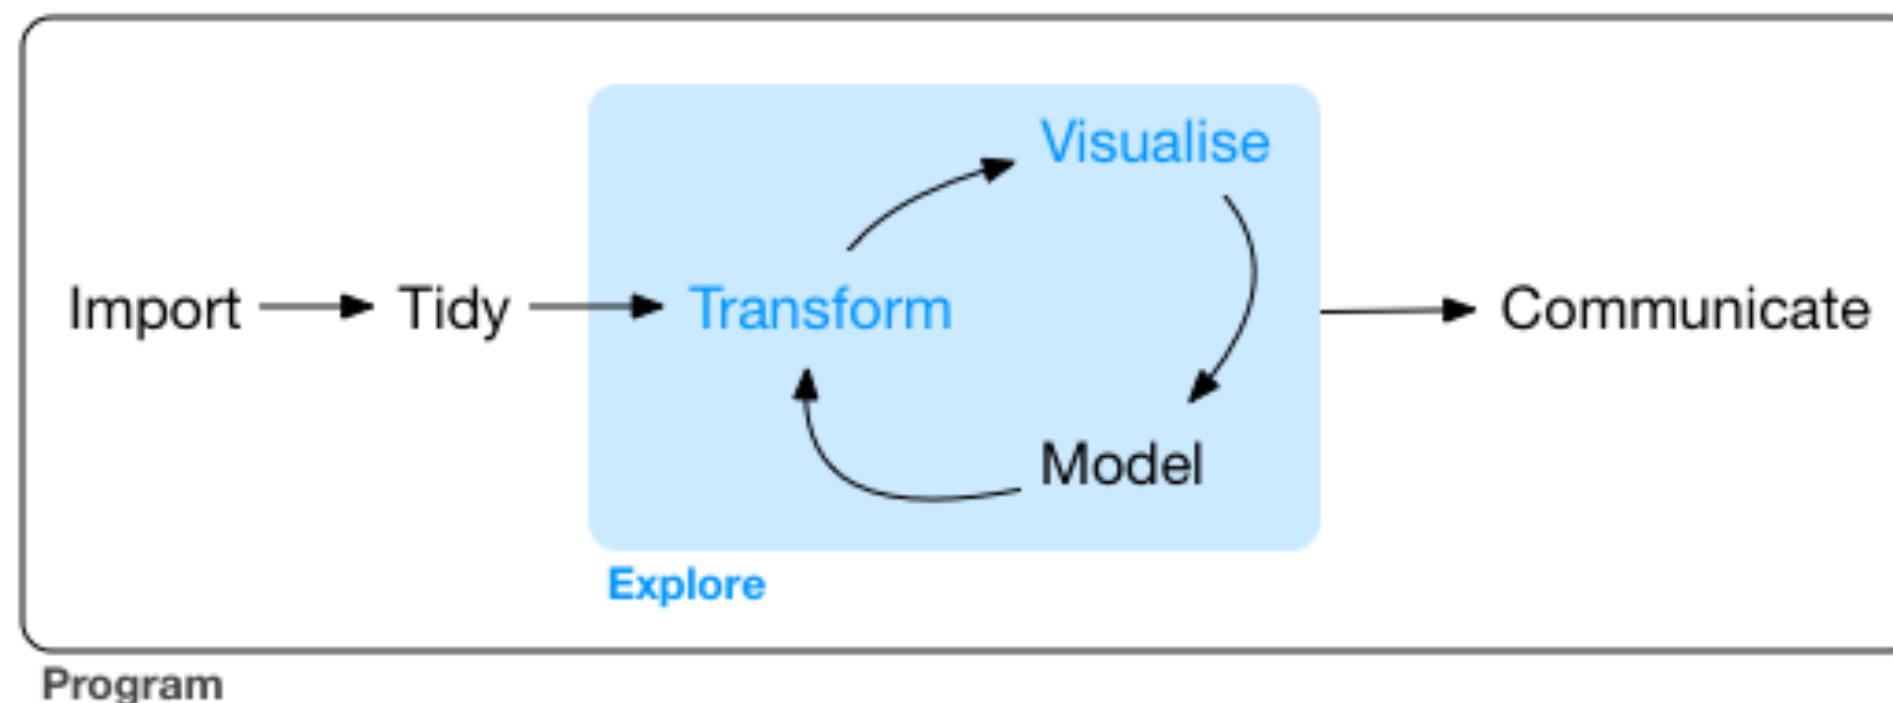 Visualise
Import Tidy Transform Communicate
Model
Explore
Program